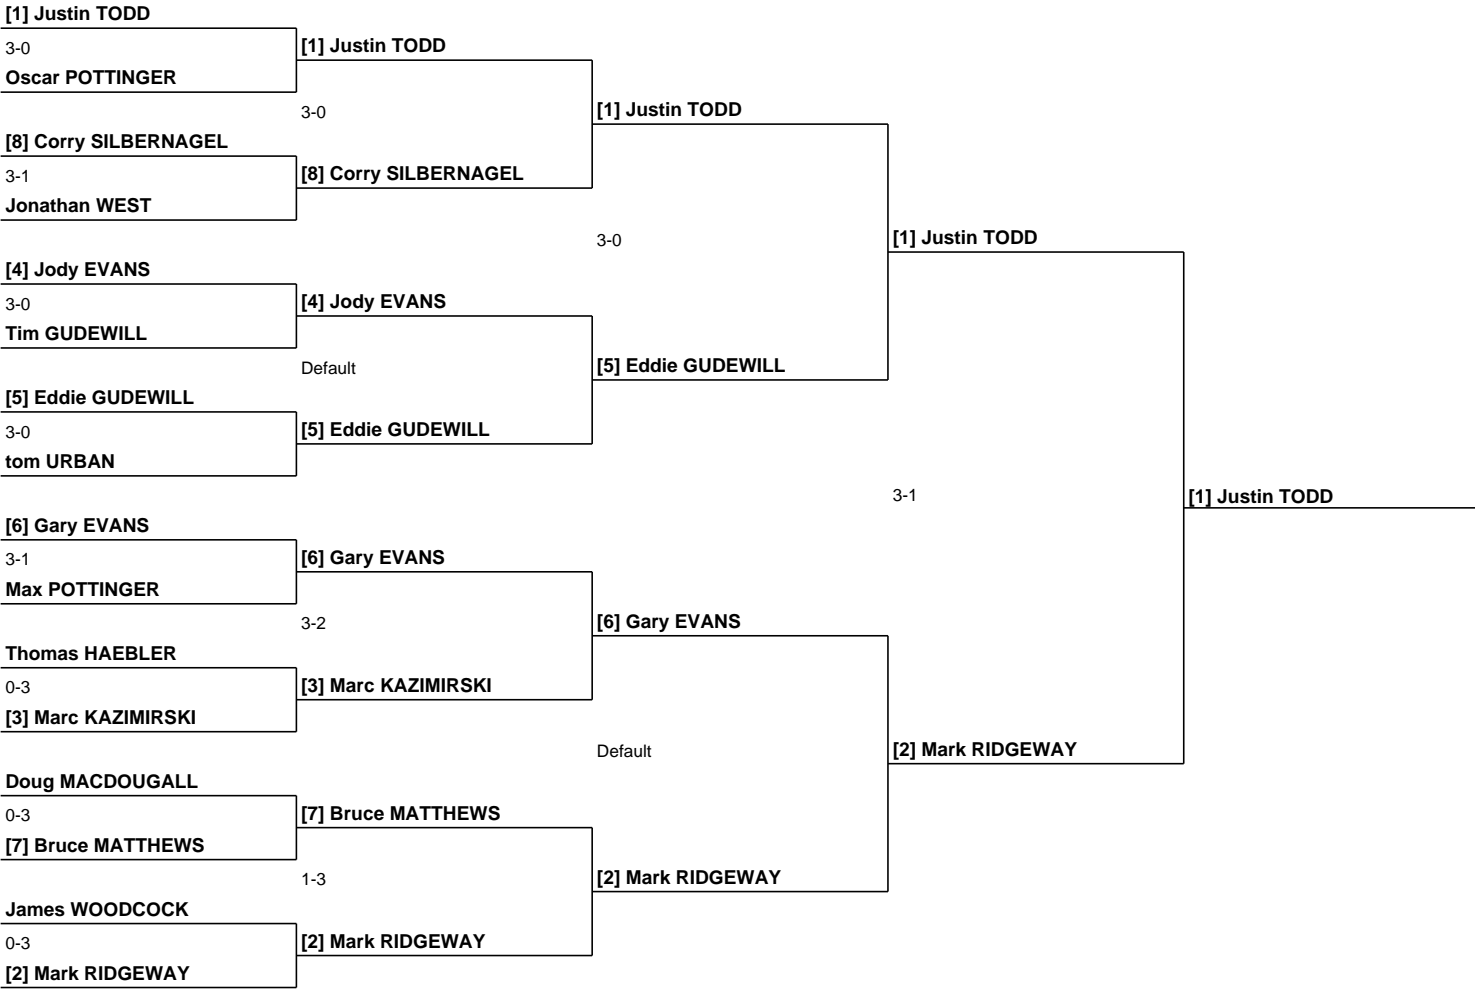 [1] Justin TODD
3-0
Oscar POTTINGER
[8] Corry SILBERNAGEL
3-1
Jonathan WEST
[4] Jody EVANS
3-0
Tim GUDEWILL
[5] Eddie GUDEWILL
3-0
tom URBAN
[6] Gary EVANS
3-1
Max POTTINGER
Thomas HAEBLER
0-3
[3] Marc KAZIMIRSKI
Doug MACDOUGALL
0-3
[7] Bruce MATTHEWS
James WOODCOCK
0-3
[2] Mark RIDGEWAY
[1] Justin TODD
3-0
[8] Corry SILBERNAGEL
[4] Jody EVANS
Default
[5] Eddie GUDEWILL
[6] Gary EVANS
3-2
[3] Marc KAZIMIRSKI
[7] Bruce MATTHEWS
1-3
[2] Mark RIDGEWAY
[1] Justin TODD
3-0
[5] Eddie GUDEWILL
[6] Gary EVANS
Default
[2] Mark RIDGEWAY
[1] Justin TODD
3-1
[2] Mark RIDGEWAY
[1] Justin TODD